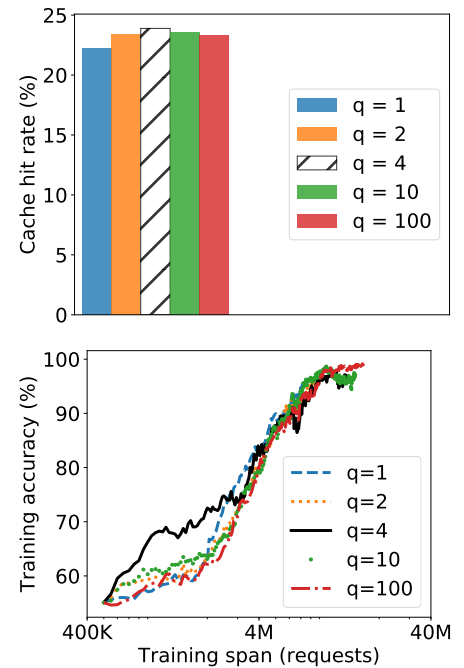 25
20
15
10
5
0
Cache hit rate (%)
q = 1
q = 2
q = 4
q = 10
q = 100
100
90
80
70
60
Training accuracy (%)
q=1
q=2
q=4
q=10
q=100
400K 4M 40M
Training span (requests)